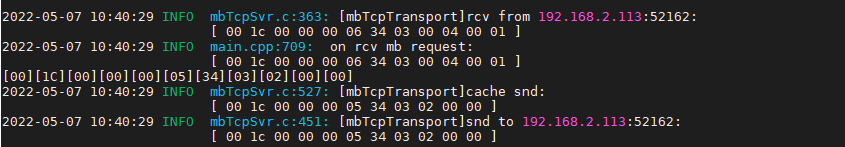 2022-05-07 10:40:29 INFO  mbTcpSvr.c:363: [mbTcpTransport]rcv from 192.168.2.113:52162:
[ 00 1c 00 00 00 06 34 03 00 04 00 01 ]
2022-05-07 10:40:29 INFO  main.cpp:709:  on rcv mb request:
[ 00 1c 00 00 00 06 34 03 00 04 00 01 ]
[00][1C][00][00][00][05][34][03][02][00][00]
2022-05-07 10:40:29 INFO  mbTcpSvr.c:527: [mbTcpTransport]cache snd:
[ 00 1c 00 00 00 05 34 03 02 00 00 ]
2022-05-07 10:40:29 INFO  mbTcpSvr.c:451: [mbTcpTransport]snd to 192.168.2.113:52162:
[ 00 1c 00 00 00 05 34 03 02 00 00 ]